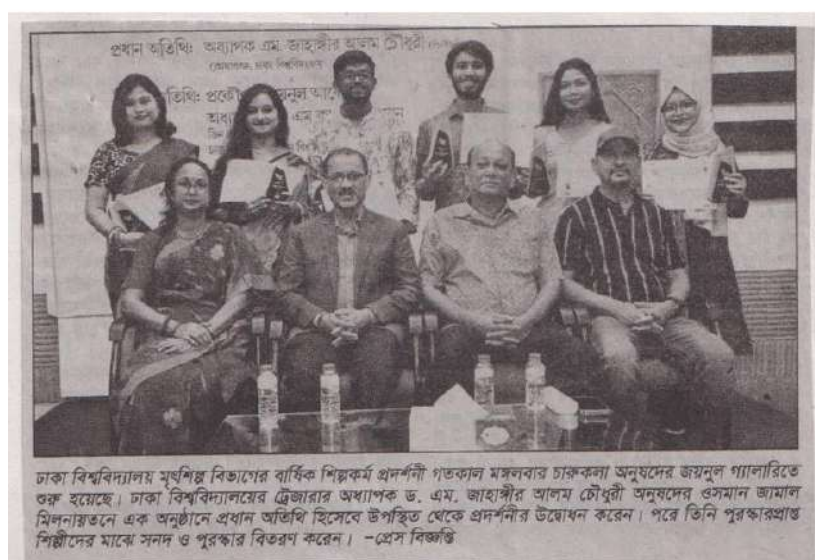 প্রধান অতিথি: অধ্যাপক এম. জাহাঙ্গীর আলম চৌধুরী
অতিথি: প্রকৌ
ঢাকা বিশ্ববিদ্যালয় মৃৎশিল্প বিভাগের বার্ষিক শিল্পকর্ম প্রদর্শনী গতকাল মঙ্গলবার চারুকলা অনুষদের জয়নুল গ্যালারিতে
শুরু হয়েছে। ঢাকা বিশ্ববিদ্যালয়ের ট্রেজারার অধ্যাপক ড. এম. জাহাঙ্গীর আলম চৌধুরী অনুষদের ওসমান জামাল
মিলনায়তনে এক অনুষ্ঠানে প্রধান অতিথি হিসেবে উপস্থিত থেকে প্রদর্শনীর উদ্বোধন করেন। পরে তিনি পুরস্কারপ্রাপ্ত
শিল্পীদের মাঝে সনদ ও পুরস্কার বিতরণ করেন। -প্রেস বিজ্ঞপ্তি